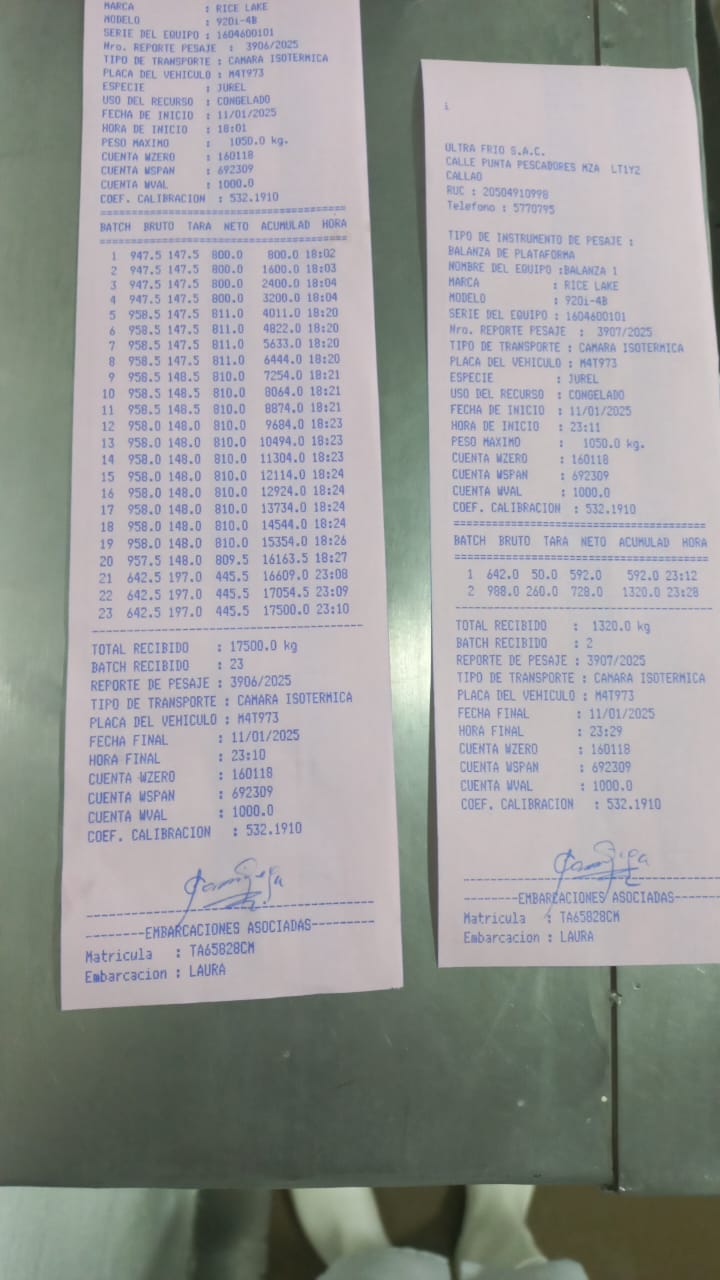 MARCA : RICE LAKE
MODELO : 920i-4B
SERIE DEL EQUIPO : 1604600101
Nro. REPORTE PESAJE : 3906/2025
TIPO DE TRANSPORTE : CAMARA ISOTERMICA
PLACA DEL VEHICULO : M4T973
ESPECIE : JUREL
USO DEL RECURSO : CONGELADO
FECHA DE INICIO : 11/01/2025
HORA DE INICIO : 18:01
PESO MAXIMO : 1050.0 kg.
CUENTA WZERO : 160118
CUENTA WSPAN : 692309
CUENTA WVAL : 1000.0
COEF. CALIBRACION : 532.1910
BATCH BRUTO TARA NETO ACUMULAD HORA
1 947.5 147.5 800.0 800.0 18:02
2 947.5 147.5 800.0 1600.0 18:03
3 947.5 147.5 800.0 2400.0 18:04
4 947.5 147.5 800.0 3200.0 18:04
5 958.5 147.5 811.0 4011.0 18:20
6 958.5 147.5 811.0 4822.0 18:20
7 958.5 147.5 811.0 5633.0 18:20
8 958.5 147.5 811.0 6444.0 18:20
9 958.5 148.5 810.0 7254.0 18:21
10 958.5 148.5 810.0 8064.0 18:21
11 958.5 148.5 810.0 8874.0 18:21
12 958.0 148.0 810.0 9684.0 18:23
13 958.0 148.0 810.0 10494.0 18:23
14 958.0 148.0 810.0 11304.0 18:23
15 958.0 148.0 810.0 12114.0 18:24
16 958.0 148.0 810.0 12924.0 18:24
17 958.0 148.0 810.0 13734.0 18:24
18 958.0 148.0 810.0 14544.0 18:24
19 958.0 148.0 810.0 15354.0 18:26
20 957.5 148.0 809.5 16163.5 18:27
21 642.5 197.0 445.5 16609.0 23:08
22 642.5 197.0 445.5 17054.5 23:09
23 642.5 197.0 445.5 17500.0 23:10
TOTAL RECIBIDO : 17500.0 kg
BATCH RECIBIDO : 23
REPORTE DE PESAJE : 3906/2025
TIPO DE TRANSPORTE : CAMARA ISOTERMICA
PLACA DEL VEHICULO : M4T973
FECHA FINAL : 11/01/2025
HORA FINAL : 23:10
CUENTA WZERO : 160118
CUENTA WSPAN : 692309
CUENTA WVAL : 1000.0
COEF. CALIBRACION : 532.1910
--------EMBARCACIONES ASOCIADAS---------
Matricula : TA65828CM
Embarcacion : LAURA
i
ULTRA FRIO S.A.C.
CALLE PUNTA PESCADORES MZA LT1Y2
CALLAO
RUC : 20504910998
Telefono : 5770795
TIPO DE INSTRUMENTO DE PESAJE :
BALANZA DE PLATAFORMA
NOMBRE DEL EQUIPO :BALANZA 1
MARCA : RICE LAKE
MODELO : 920i-4B
SERIE DEL EQUIPO : 1604600101
Nro. REPORTE PESAJE : 3907/2025
TIPO DE TRANSPORTE : CAMARA ISOTERMICA
PLACA DEL VEHICULO : M4T973
ESPECIE : JUREL
USO DEL RECURSO : CONGELADO
FECHA DE INICIO : 11/01/2025
HORA DE INICIO : 23:11
PESO MAXIMO : 1050.0 kg.
CUENTA WZERO : 160118
CUENTA WSPAN : 692309
CUENTA WVAL : 1000.0
COEF. CALIBRACION : 532.1910
BATCH BRUTO TARA NETO ACUMULAD HORA
1 642.0 50.0 592.0 592.0 23:12
2 988.0 260.0 728.0 1320.0 23:28
TOTAL RECIBIDO : 1320.0 kg
BATCH RECIBIDO : 2
REPORTE DE PESAJE : 3907/2025
TIPO DE TRANSPORTE : CAMARA ISOTERMICA
PLACA DEL VEHICULO : M4T973
FECHA FINAL : 11/01/2025
HORA FINAL : 23:29
CUENTA WZERO : 160118
CUENTA WSPAN : 692309
CUENTA WVAL : 1000.0
COEF. CALIBRACION : 532.1910
--------EMBARCACIONES ASOCIADAS-------
Matricula : TA65828CM
Embarcacion : LAURA